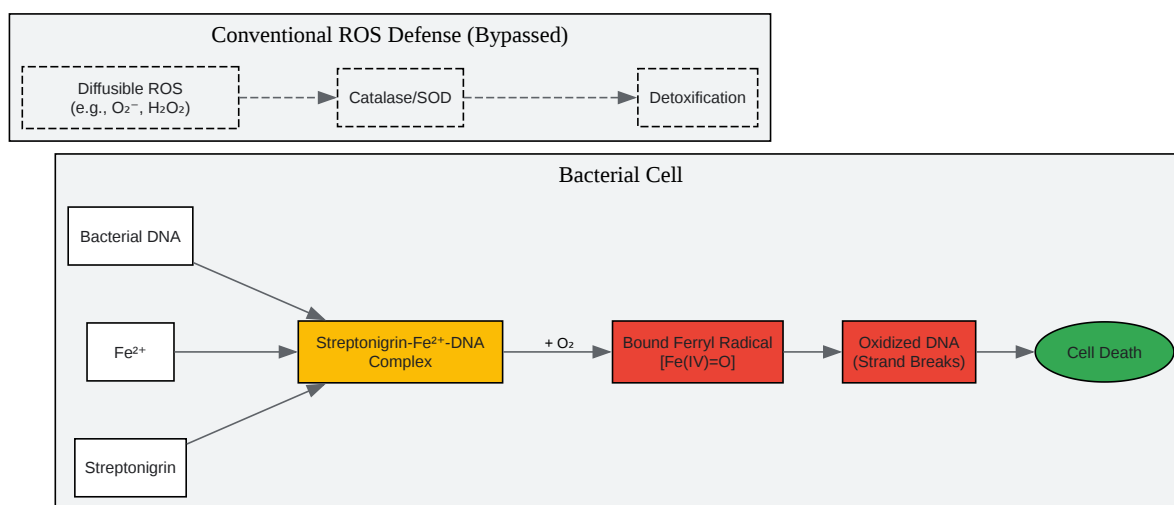 Conventional ROS Defense (Bypassed)
Diffusible ROS
(e.g., O₂⁻, H₂O₂)
Catalase/SOD
Detoxification
Bacterial Cell
Bacterial DNA
Fe²⁺
Streptonigrin
Streptonigrin-Fe²⁺-DNA
Complex
+ O₂
Bound Ferryl Radical
[Fe(IV)=O]
Oxidized DNA
(Strand Breaks)
Cell Death